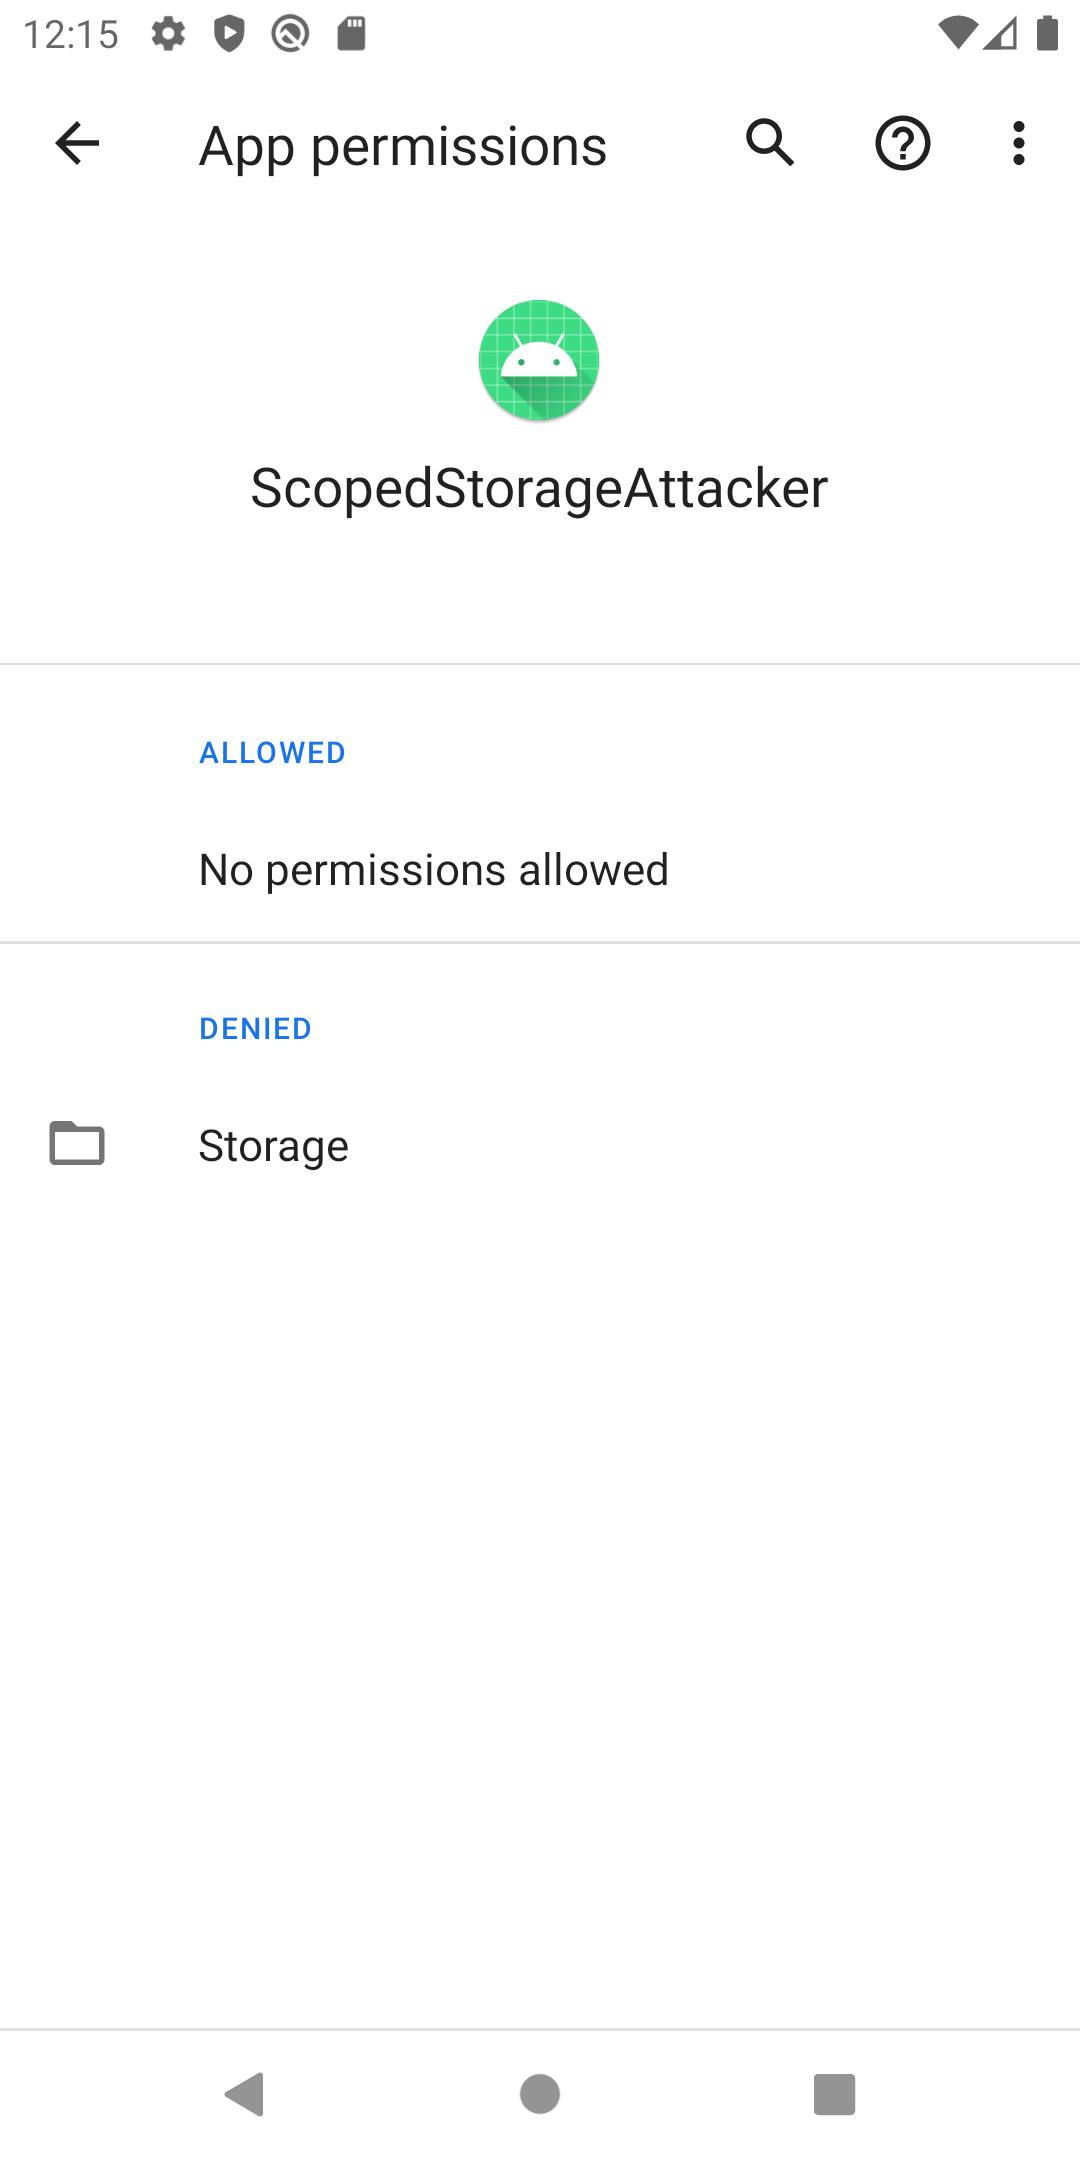 12:15
App permissions
ScopedStorageAttacker
ALLOWED
No permissions allowed
DENIED
Storage